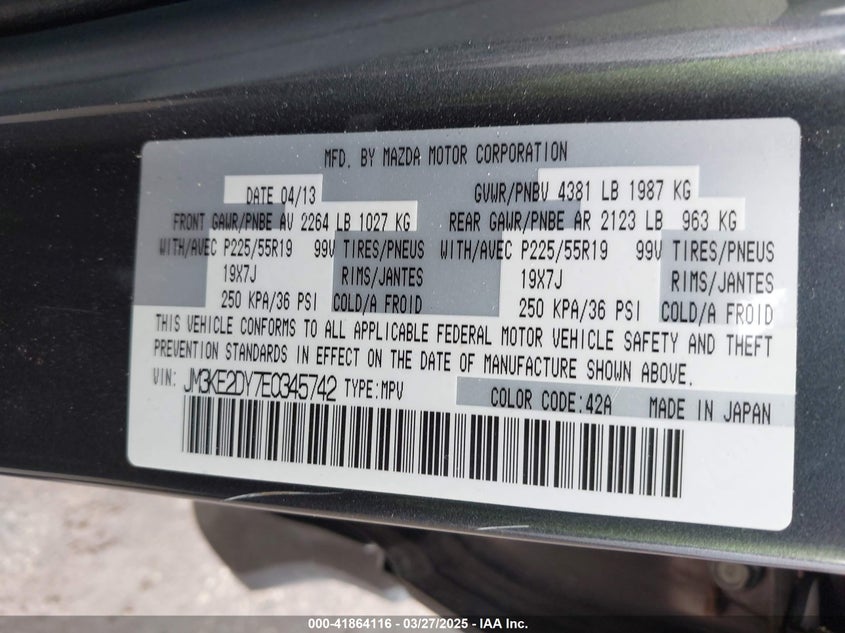 MFD. BY MAZDA MOTOR CORPORATION
DATE 04/13 GVWR/PNBV 4381 LB 1987 KG
FRONT GAWR/PNBE AV 2264 LB 1027 KG REAR GAWR/PNBE AR 2123 LB 963 KG
WITH/AVEC P225/55R19 99V TIRES/PNEUS WITH/AVEC P225/55R19 99V TIRES/PNEUS
19X7J RIMS/JANTES 19X7J RIMS/JANTES
250 KPA/36 PSI COLD/A FROID 250 KPA/36 PSI COLD/A FROID
THIS VEHICLE CONFORMS TO ALL APPLICABLE FEDERAL MOTOR VEHICLE SAFETY AND THEFT
PREVENTION STANDARDS IN EFFECT ON THE DATE OF MANUFACTURE SHOWN ABOVE.
VIN: JM3KE2DY7E0345742 TYPE:MPV COLOR CODE:42A MADE IN JAPAN
000-41864116 - 03/27/2025 - IAA Inc.